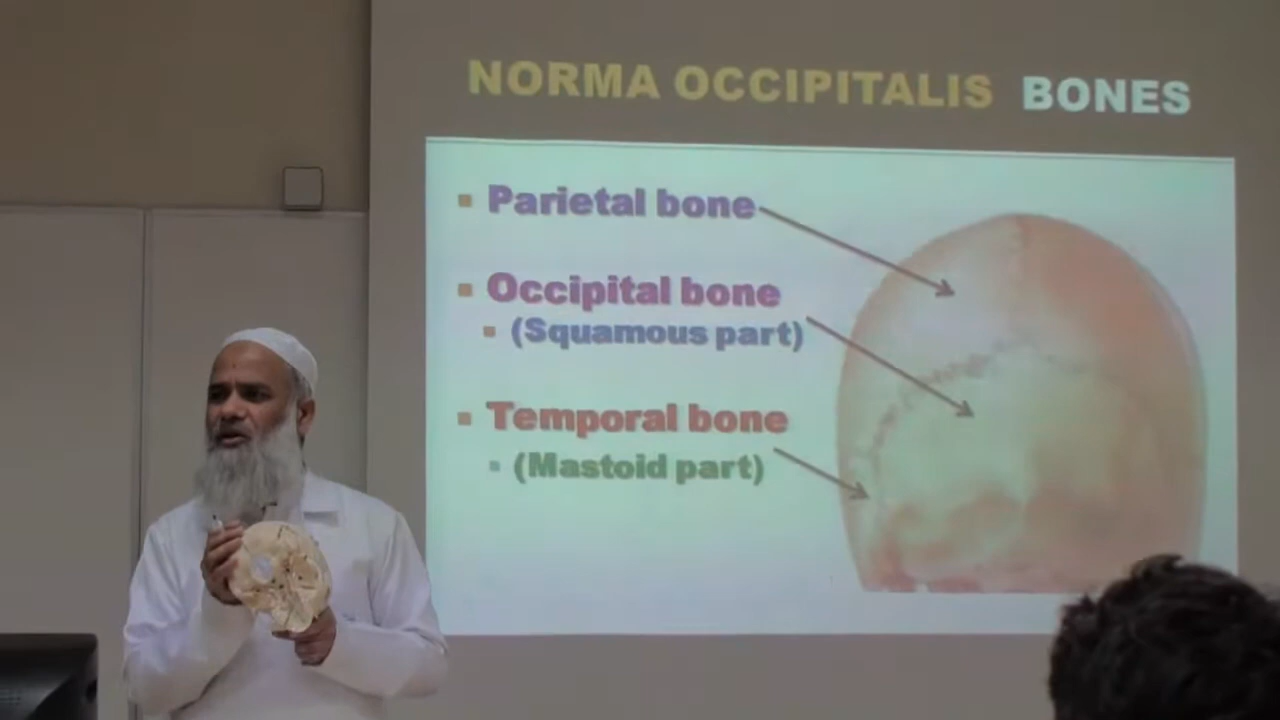 NORMA OCCIPITALIS BONES
Parietal bone
Occipital bone
(Squamous part)
Temporal bone
(Mastoid part)